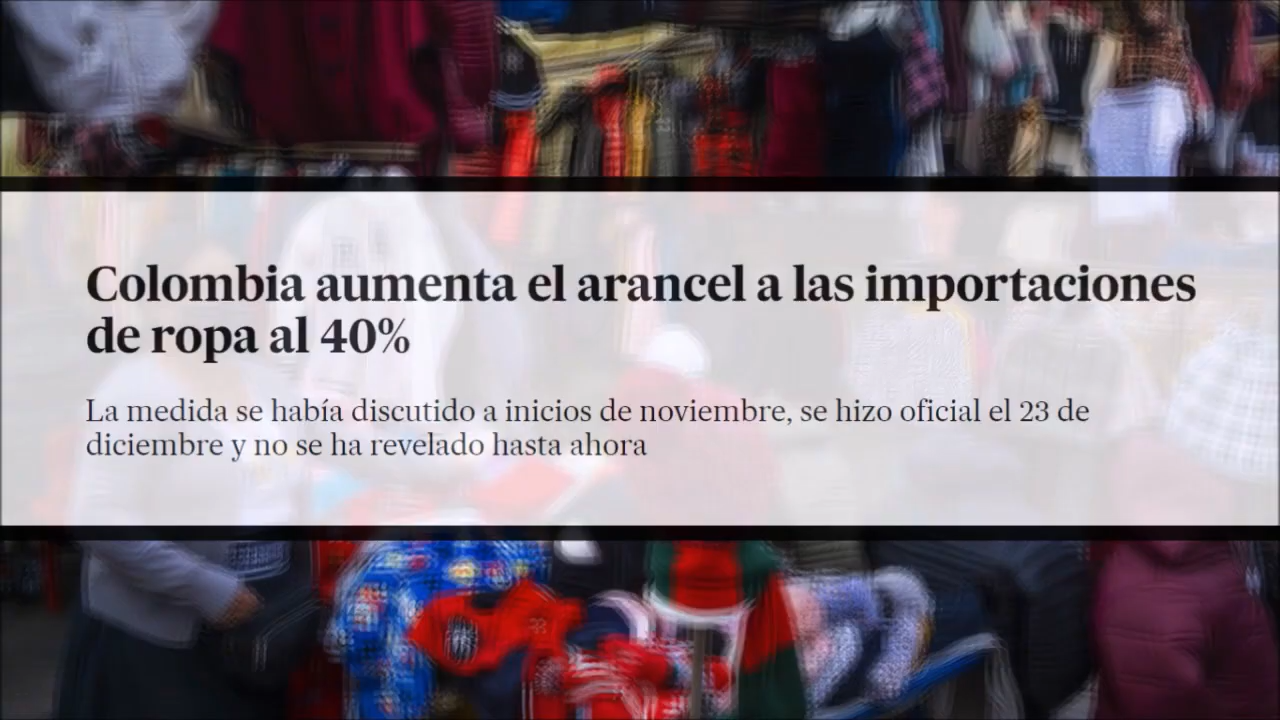 Colombia aumenta el arancel a las importaciones
de ropa al 40%
La medida se había discutido a inicios de noviembre, se hizo oficial el 23 de
diciembre y no se ha revelado hasta ahora